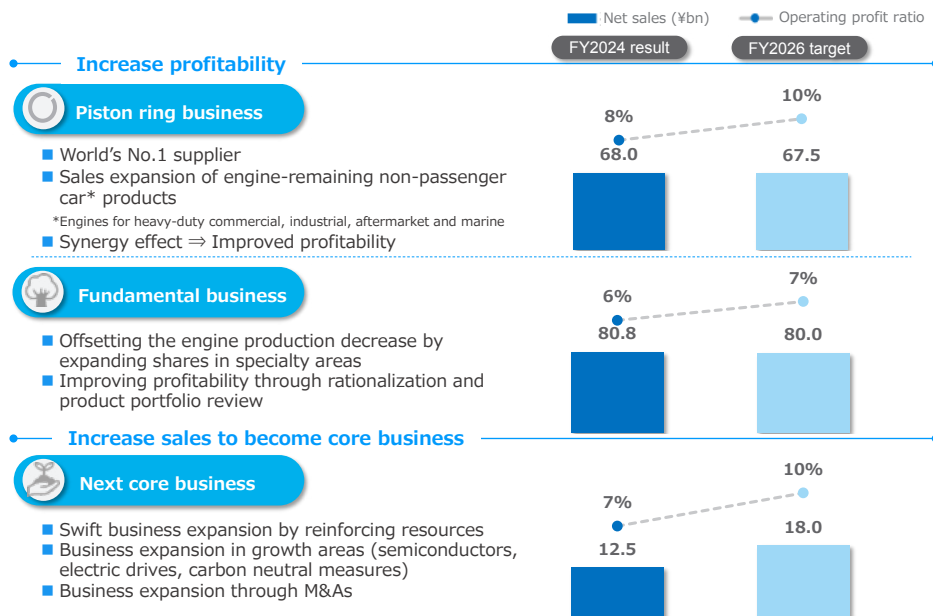 Net sales (¥bn) Operating profit ratio
FY2024 result FY2026 target
Increase profitability
Piston ring business
■ World's No.1 supplier
■ Sales expansion of engine-remaining non-passenger
car* products
*Engines for heavy-duty commercial, industrial, aftermarket and marine
■ Synergy effect ⇒ Improved profitability
8% 10%
68.0 67.5
Fundamental business
■ Offsetting the engine production decrease by
expanding shares in specialty areas
■ Improving profitability through rationalization and
product portfolio review
6% 7%
80.8 80.0
Increase sales to become core business
Next core business
■ Swift business expansion by reinforcing resources
■ Business expansion in growth areas (semiconductors,
electric drives, carbon neutral measures)
■ Business expansion through M&As
7% 10%
12.5 18.0